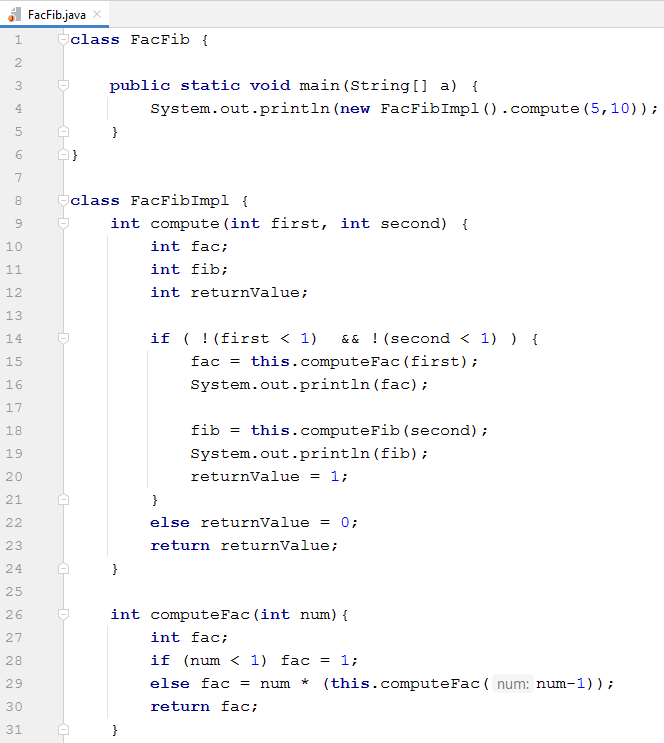 FacFib.java
1 class FacFib {
2
3 public static void main(String[] a) {
4 System.out.println(new FacFibImpl().compute(5,10));
5 }
6 }
7
8 class FacFibImpl {
9 int compute(int first, int second) {
10 int fac;
11 int fib;
12 int returnValue;
13
14 if ( !(first < 1)  && !(second < 1) ) {
15 fac = this.computeFac(first);
16 System.out.println(fac);
17
18 fib = this.computeFib(second);
19 System.out.println(fib);
20 returnValue = 1;
21 }
22 else returnValue = 0;
23 return returnValue;
24 }
25
26 int computeFac(int num){
27 int fac;
28 if (num < 1) fac = 1;
29 else fac = num * (this.computeFac( num: num-1));
30 return fac;
31 }